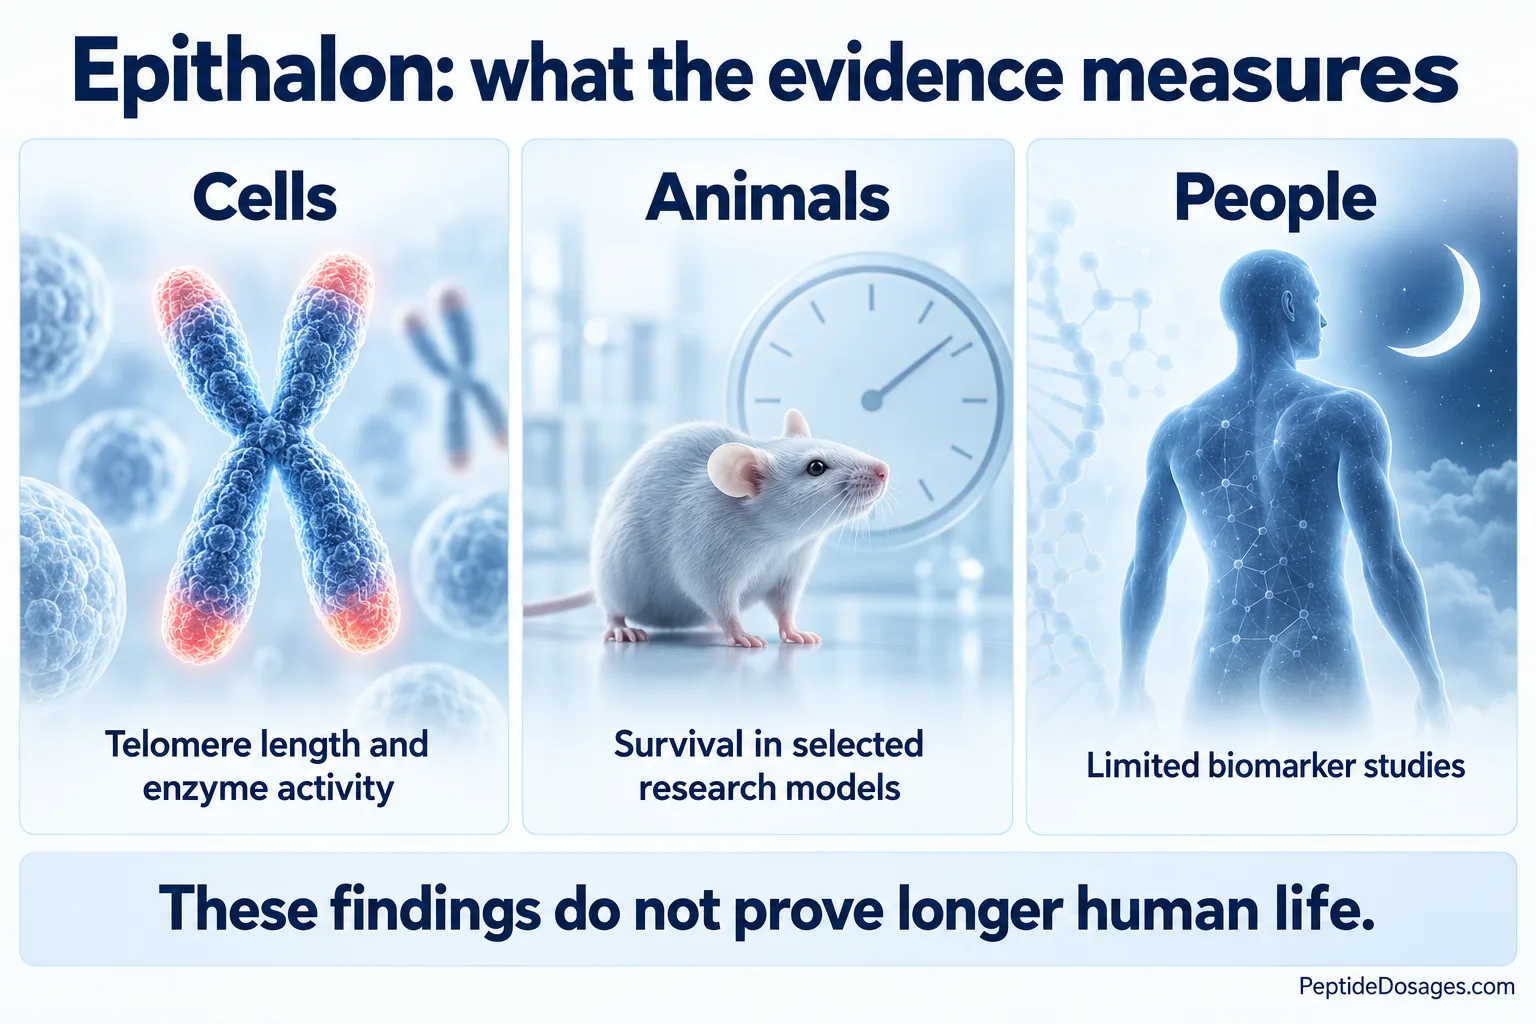 Epithalon: what the evidence measures
Cells
Telomere length and
enzyme activity
Animals
Survival in selected
research models
People
Limited biomarker studies
These findings do not prove longer human life.
PeptideDosages.com